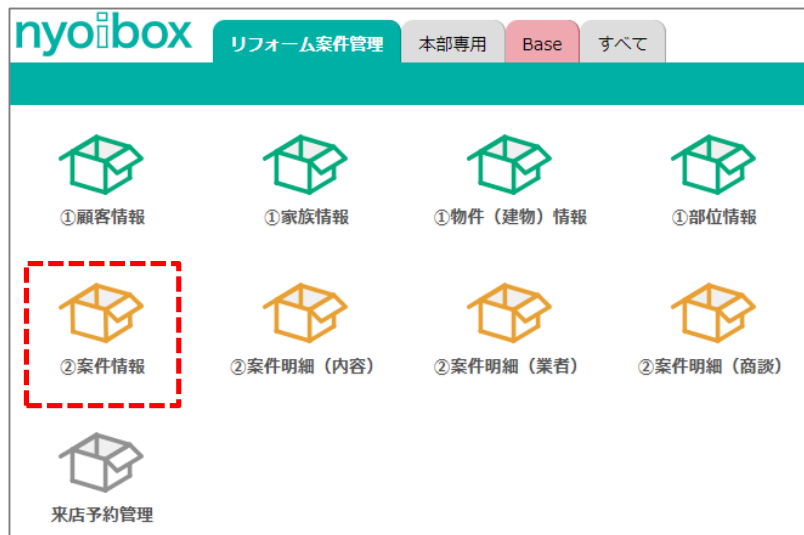 nyoibox
リフォーム案件管理 本部専用 Base すべて
①顧客情報 ①家族情報 ①物件（建物）情報 ①部位情報
②案件情報 ②案件明細（内容） ②案件明細（業者） ②案件明細（商談）
来店予約管理